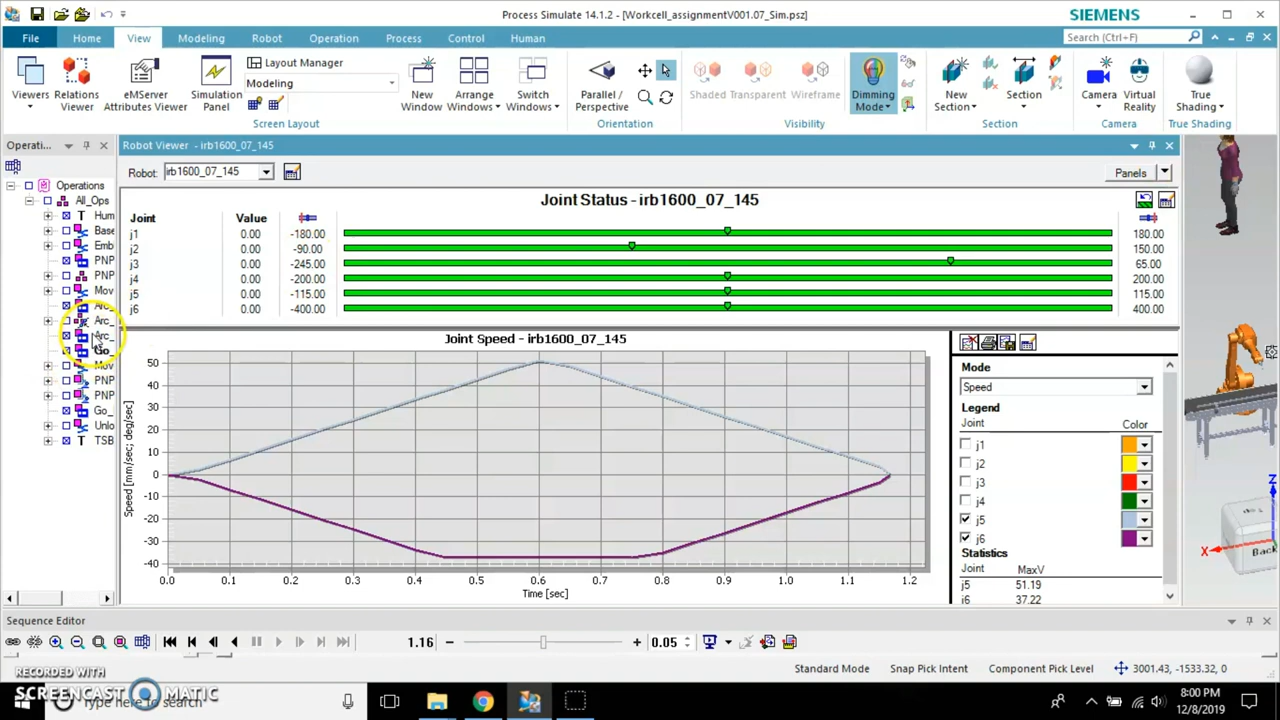 Process Simulate 14.1.2 - [Workcell_assignmentV001.07_Sim.psz]
SIEMENS
File Home View Modeling Robot Operation Process Control Human
Search (Ctrl+F)
Layout Manager
Modeling
Viewers
Relations Viewer
eMServer Attributes Viewer
Simulation Panel
New Window
Arrange Windows
Switch Windows
Parallel / Perspective
Shaded Transparent Wireframe
Dimming Mode
New Section
Section
Camera
Virtual Reality
True Shading
Screen Layout
Orientation
Visibility
Section
Camera
True Shading
Operati...
Robot Viewer - irb1600_07_145
Robot: irb1600_07_145
Panels
Operations
All_Ops
Hum
Base
Emb
PNP
PNP
Mov
Arc_
Arc_
Arc_
Go_
Mov
PNP
PNP
Go_
Unlo
TSB
Joint Status - irb1600_07_145
Joint Value
j1 0.00 -180.00 180.00
j2 0.00 -90.00 150.00
j3 0.00 -245.00 65.00
j4 0.00 -200.00 200.00
j5 0.00 -115.00 115.00
j6 0.00 -400.00 400.00
Joint Speed - irb1600_07_145
Speed [mm/sec; deg/sec]
50
40
30
20
10
0
-10
-20
-30
-40
0.0 0.1 0.2 0.3 0.4 0.5 0.6 0.7 0.8 0.9 1.0 1.1 1.2
Time [sec]
Mode
Speed
Legend
Joint Color
j1
j2
j3
j4
j5
j6
Statistics
Joint MaxV
j5 51.19
j6 37.22
Z
X
Back
Sequence Editor
1.16
0.05
Standard Mode Snap Pick Intent Component Pick Level 3001.43, -1533.32, 0
RECORDED WITH
SCREENCAST MATIC
Type here to search
8:00 PM
12/8/2019